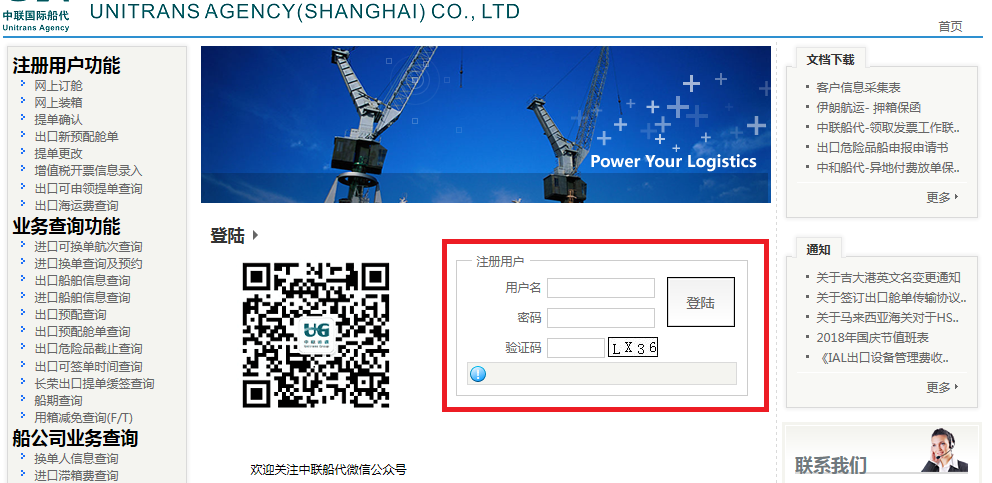 UNITRANS AGENCY(SHANGHAI) CO., LTD
中联国际船代
Unitrans Agency
首页
注册用户功能
网上订舱
网上装箱
提单确认
出口新预配舱单
提单更改
增值税开票信息录入
出口可申领提单查询
出口海运费查询
业务查询功能
进口可换单航次查询
进口换单查询及预约
出口船舶信息查询
进口船舶信息查询
出口预配查询
出口预配舱单查询
出口危险品截止查询
出口可签单时间查询
长荣出口提单缓签查询
船期查询
用箱减免查询(F/T)
船公司业务查询
换单人信息查询
进口滞箱费查询
Power Your Logistics
登陆
欢迎关注中联船代微信公众号
注册用户
用户名
密码
登陆
验证码
LX36
文档下载
客户信息采集表
伊朗航运- 押箱保函
中联船代-领取发票工作联..
出口危险品船申报申请书
中和船代-异地付费放单保..
更多
通知
关于吉大港英文名变更通知
关于签订出口舱单传输协议..
关于马来西亚海关对于HS..
2018年国庆节值班表
《IAL出口设备管理费收..
更多
联系我们